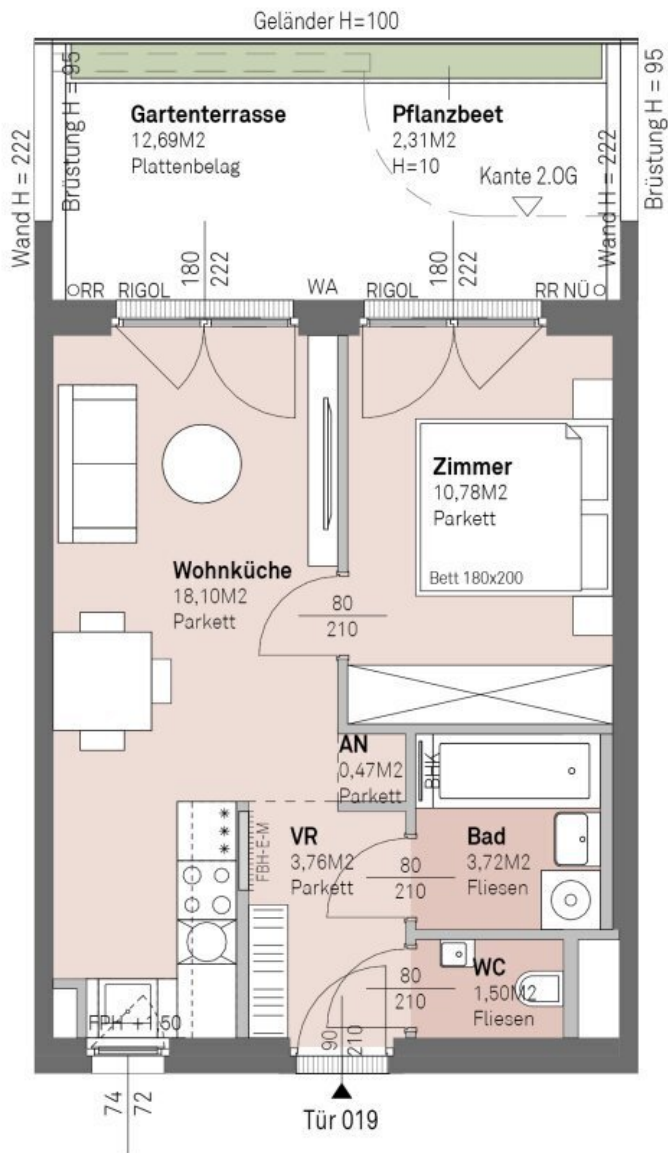 Geländer H=100
Wand H = 222
Brüstung H = 95
Gartenterrasse
12,69M2
Plattenbelag
Pflanzbeet
2,31M2
H=10
Kante 2.OG
Wand H = 222
Brüstung H = 95
180
222
180
222
RR
RIGOL
WA
RIGOL
RR NÜ
Zimmer
10,78M2
Parkett
Bett 180x200
Wohnküche
18,10M2
Parkett
80
210
AN
0,47M2
Parkett
BHK
VR
3,76M2
Parkett
FBH-E-M
80
210
Bad
3,72M2
Fliesen
80
210
WC
1,50M2
Fliesen
FPH +1,50
90
210
74
72
Tür 019